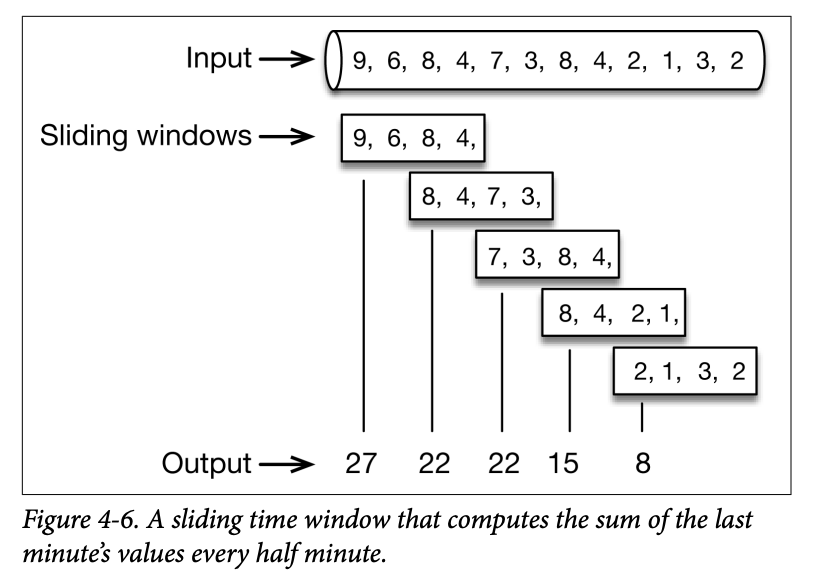 Input
9, 6, 8, 4, 7, 3, 8, 4, 2, 1, 3, 2
Sliding windows
9, 6, 8, 4,
8, 4, 7, 3,
7, 3, 8, 4,
8, 4, 2, 1,
2, 1, 3, 2
Output
27 22 22 15 8
Figure 4-6. A sliding time window that computes the sum of the last
minute’s values every half minute.